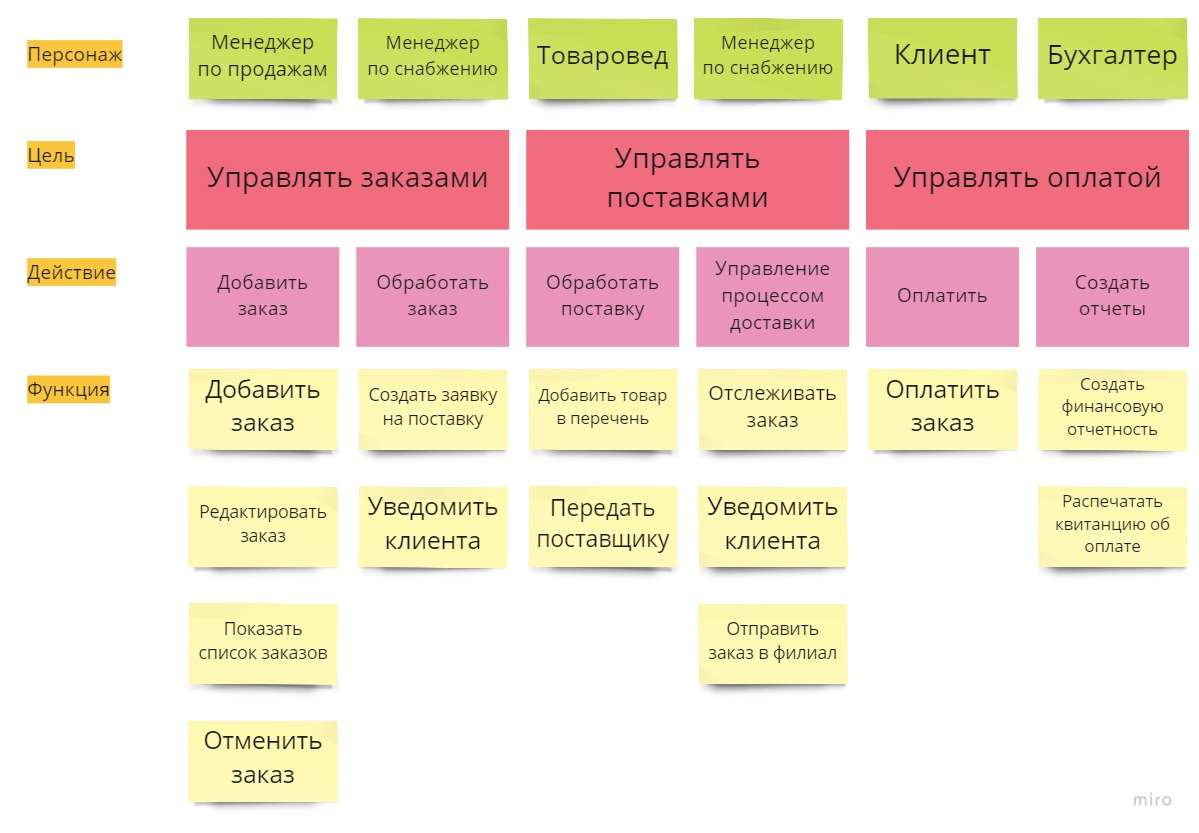 Персонаж
Менеджер
по продажам
Менеджер
по снабжению
Товаровед
Менеджер
по снабжению
Клиент
Бухгалтер
Цель
Управлять заказами
Управлять
поставками
Управлять оплатой
Действие
Добавить
заказ
Обработать
заказ
Обработать
поставку
Управление
процессом
доставки
Оплатить
Создать
отчеты
Функция
Добавить
заказ
Создать заявку
на поставку
Добавить товар
в перечень
Отслеживать
заказ
Оплатить
заказ
Создать
финансовую
отчетность
Редактировать
заказ
Уведомить
клиента
Передать
поставщику
Уведомить
клиента
Распечатать
квитанцию об
оплате
Показать
список заказов
Отправить
заказ в филиал
Отменить
заказ
miro